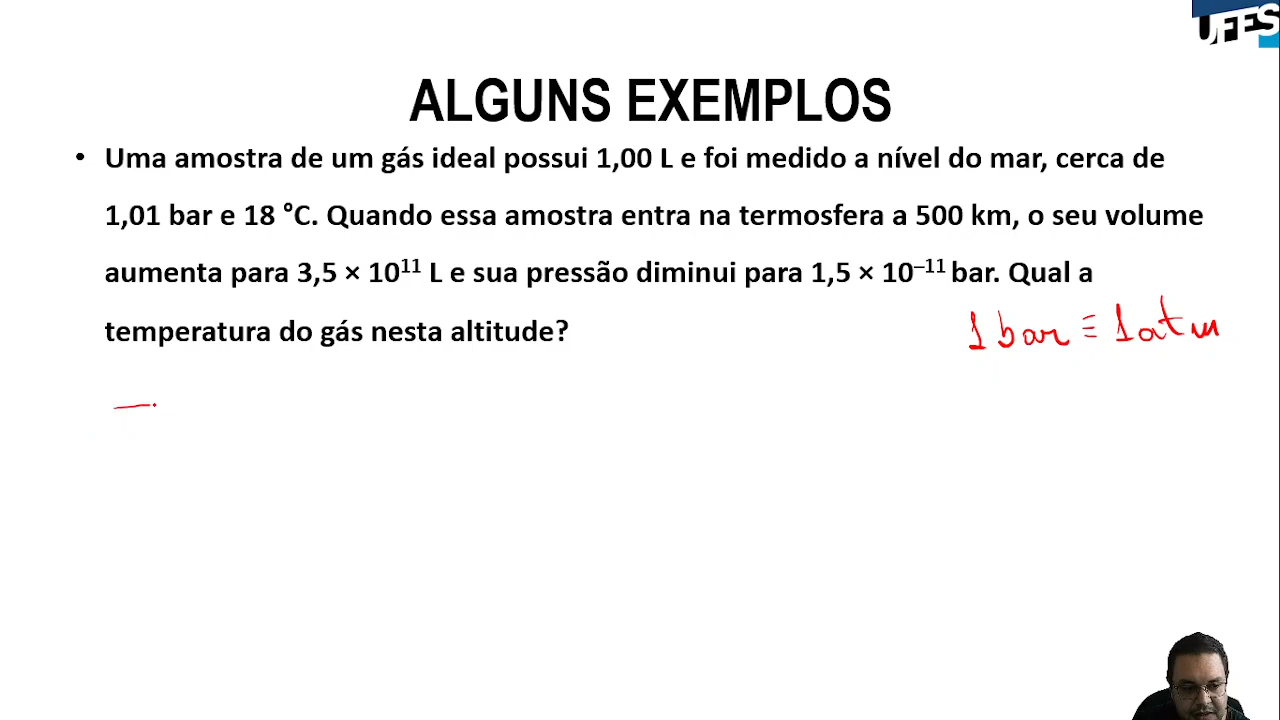 UFES
ALGUNS EXEMPLOS
• Uma amostra de um gás ideal possui 1,00 L e foi medido a nível do mar, cerca de
1,01 bar e 18 °C. Quando essa amostra entra na termosfera a 500 km, o seu volume
aumenta para 3,5 × 10¹¹ L e sua pressão diminui para 1,5 × 10⁻¹¹ bar. Qual a
temperatura do gás nesta altitude?
1 bar ≡ 1 atm